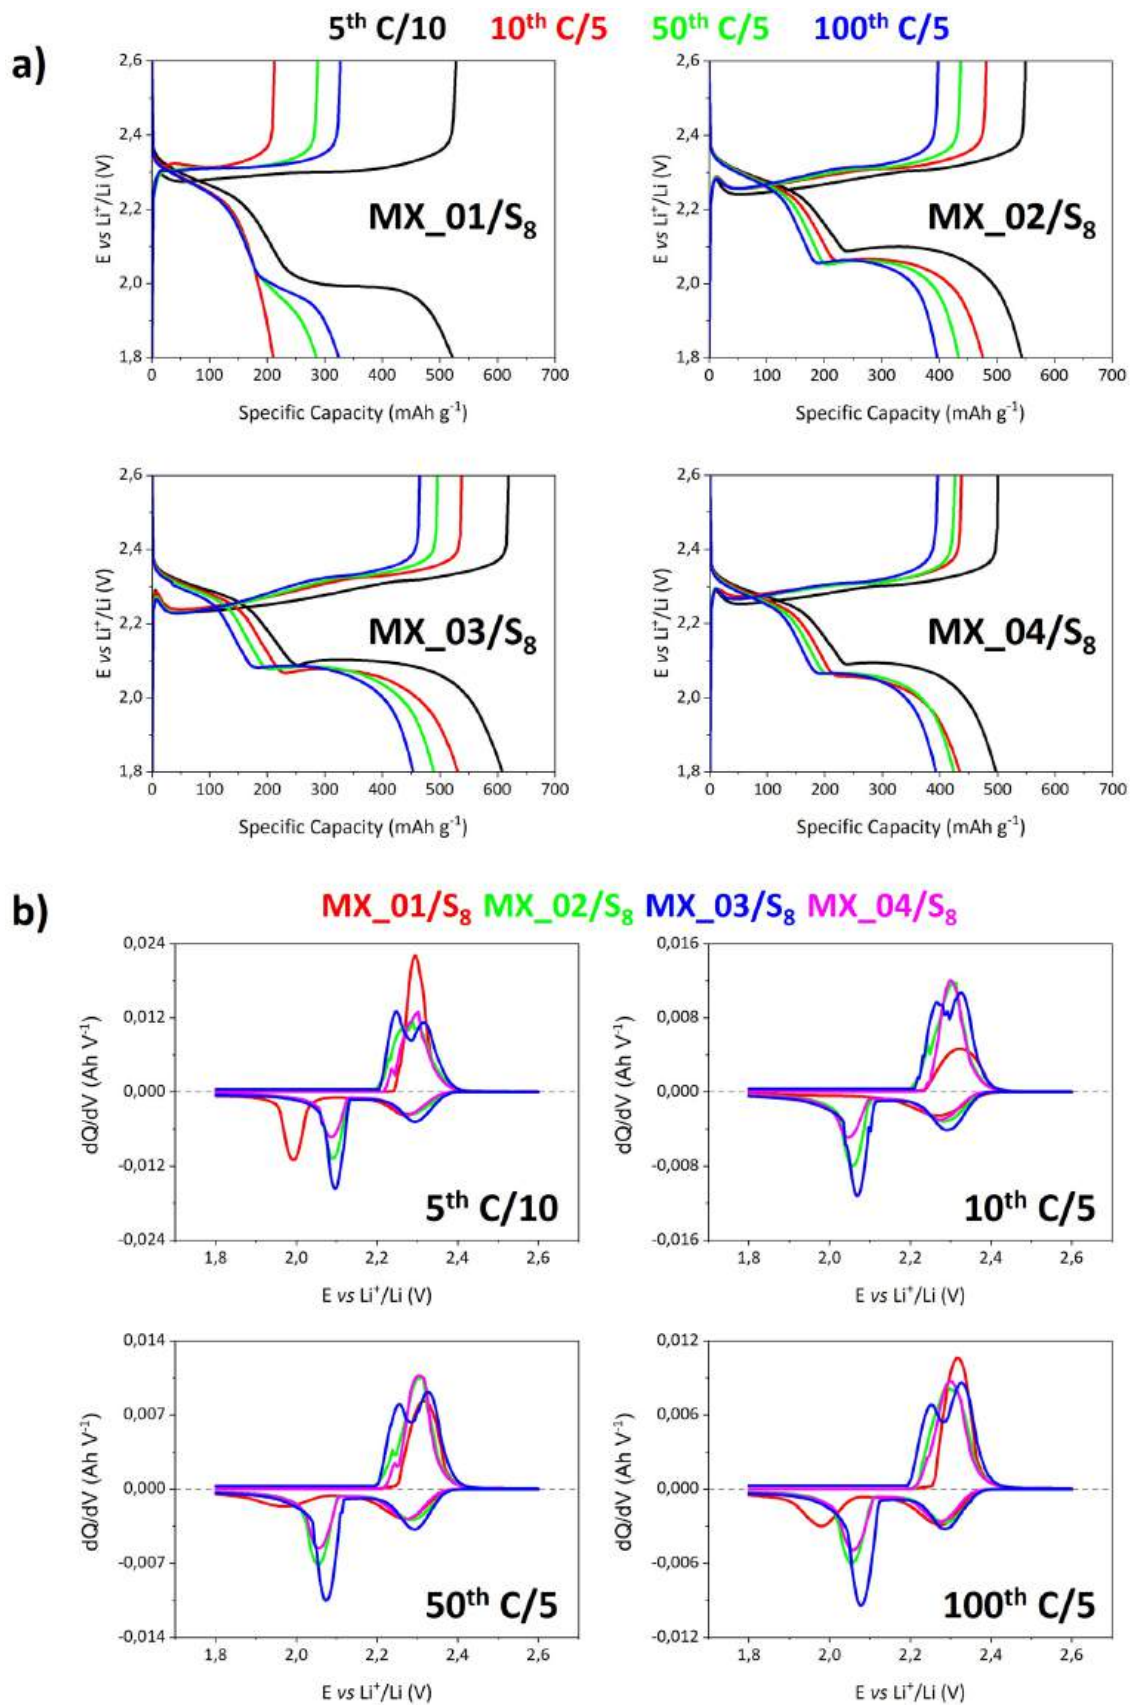 5th C/10 10th C/5 50th C/5 100th C/5
a)
2,6 2,4 2,2 2,0 1,8
E vs Li+/Li (V)
MX_01/S8
0 100 200 300 400 500 600 700
Specific Capacity (mAh g-1)
2,6 2,4 2,2 2,0 1,8
E vs Li+/Li (V)
MX_02/S8
0 100 200 300 400 500 600 700
Specific Capacity (mAh g-1)
2,6 2,4 2,2 2,0 1,8
E vs Li+/Li (V)
MX_03/S8
0 100 200 300 400 500 600 700
Specific Capacity (mAh g-1)
2,6 2,4 2,2 2,0 1,8
E vs Li+/Li (V)
MX_04/S8
0 100 200 300 400 500 600 700
Specific Capacity (mAh g-1)
b)
MX_01/S8 MX_02/S8 MX_03/S8 MX_04/S8
0,024 0,012 0,000 -0,012 -0,024
dQ/dV (Ah V-1)
5th C/10
1,8 2,0 2,2 2,4 2,6
E vs Li+/Li (V)
0,016 0,008 0,000 -0,008 -0,016
dQ/dV (Ah V-1)
10th C/5
1,8 2,0 2,2 2,4 2,6
E vs Li+/Li (V)
0,014 0,007 0,000 -0,007 -0,014
dQ/dV (Ah V-1)
50th C/5
1,8 2,0 2,2 2,4 2,6
E vs Li+/Li (V)
0,012 0,006 0,000 -0,006 -0,012
dQ/dV (Ah V-1)
100th C/5
1,8 2,0 2,2 2,4 2,6
E vs Li+/Li (V)